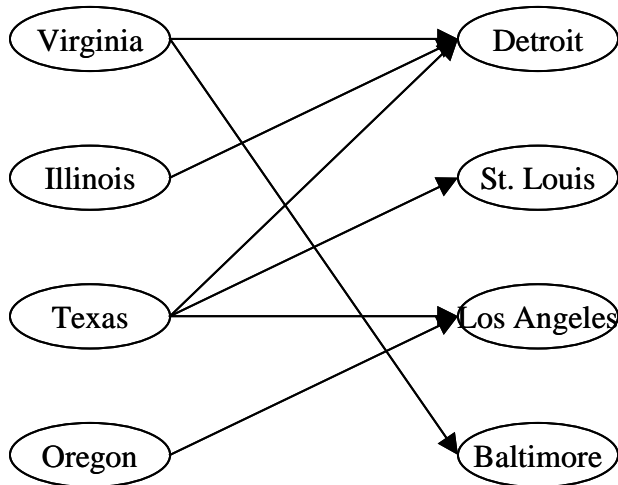 Virginia
Detroit
Illinois
St. Louis
Texas
Los Angeles
Oregon
Baltimore